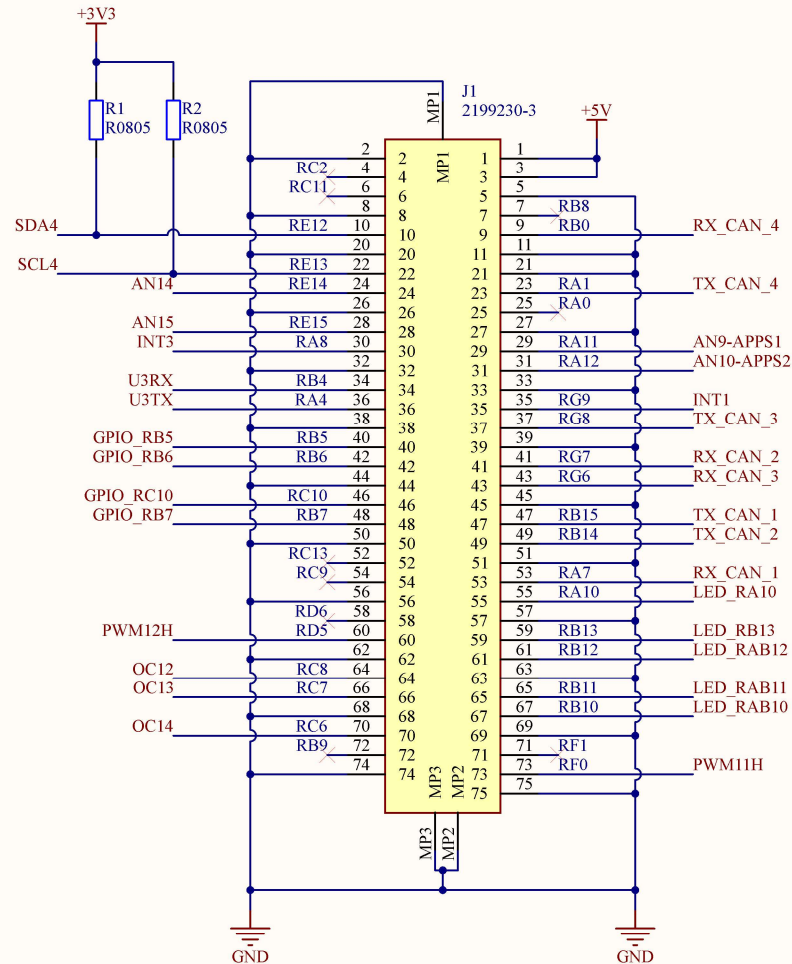 +3V3
J1
2199230-3
+5V
R1
R0805
R2
R0805
MP1
MP1
2 2 1 1
RC2 4 4 3 3
RC11 6 6 5 5
8 8 7 7 RB8
SDA4 RE12 10 10 9 9 RB0 RX_CAN_4
20 20 11 11
SCL4 RE13 22 22 21 21
AN14 RE14 24 24 23 23 RA1 TX_CAN_4
26 26 25 25 RA0
AN15 RE15 28 28 27 27
INT3 RA8 30 30 29 29 RA11 AN9-APPS1
32 32 31 31 RA12 AN10-APPS2
U3RX RB4 34 34 33 33
U3TX RA4 36 36 35 35 RG9 INT1
38 38 37 37 RG8 TX_CAN_3
GPIO_RB5 RB5 40 40 39 39
GPIO_RB6 RB6 42 42 41 41 RG7 RX_CAN_2
44 44 43 43 RG6 RX_CAN_3
GPIO_RC10 RC10 46 46 45 45
GPIO_RB7 RB7 48 48 47 47 RB15 TX_CAN_1
50 50 49 49 RB14 TX_CAN_2
RC13 52 52 51 51
RC9 54 54 53 53 RA7 RX_CAN_1
56 56 55 55 RA10 LED_RA10
RD6 58 58 57 57
PWM12H RD5 60 60 59 59 RB13 LED_RB13
62 62 61 61 RB12 LED_RAB12
OC12 RC8 64 64 63 63
OC13 RC7 66 66 65 65 RB11 LED_RAB11
68 68 67 67 RB10 LED_RAB10
OC14 RC6 70 70 69 69
RB9 72 72 71 71 RF1
74 74 73 73 RF0 PWM11H
75 75
MP3 MP2
MP3 MP2
GND GND